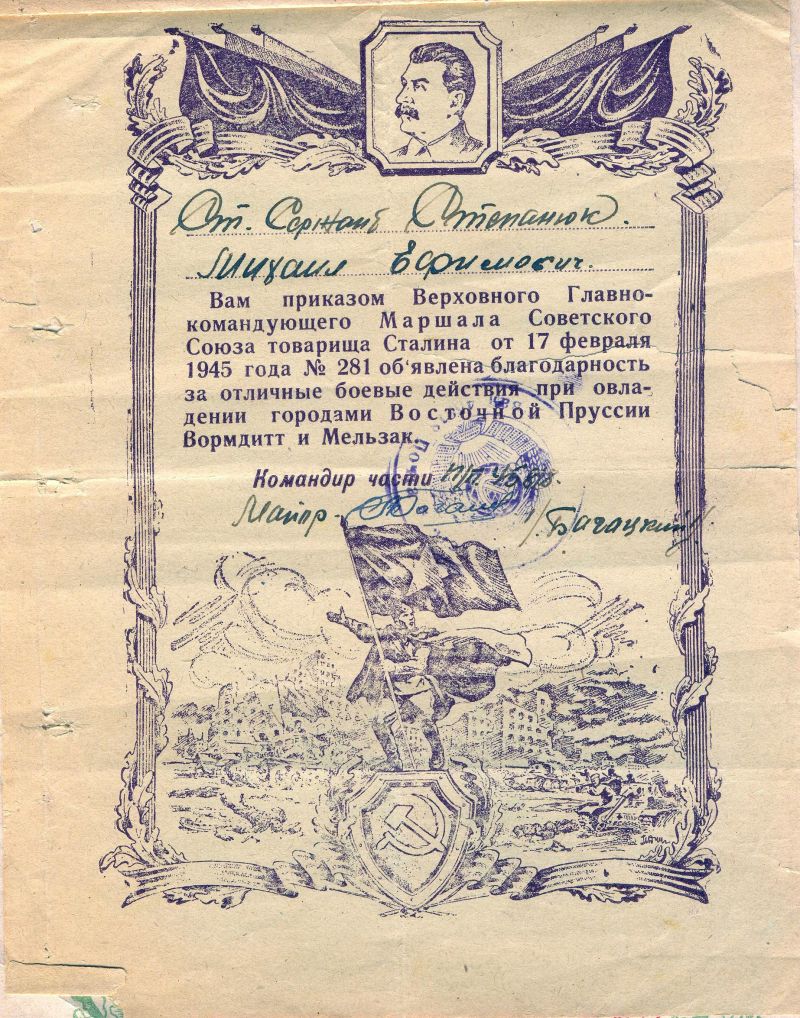 Ст. Сержант Степанюк.
Михаил Ефимович.
Вам приказом Верховного Главно-
командующего Маршала Советского
Союза товарища Сталина от 17 февраля
1945 года № 281 об'явлена благодарность
за отличные боевые действия при овла-
дении городами Восточной Пруссии
Вормдитт и Мельзак.
Командир части п/п
Майор - /Багацкий/